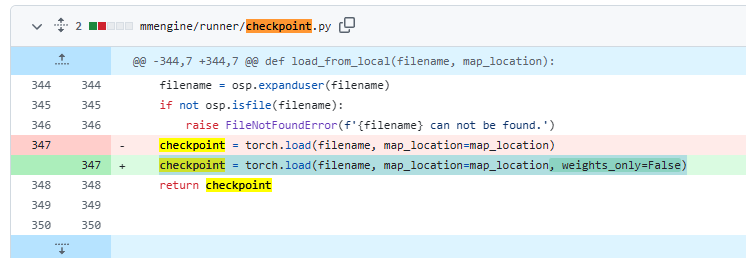 2 mmengine/runner/checkpoint.py
@@ -344,7 +344,7 @@ def load_from_local(filename, map_location):
344 344 filename = osp.expanduser(filename)
345 345 if not osp.isfile(filename):
346 346 raise FileNotFoundError(f'{filename} can not be found.')
347 - checkpoint = torch.load(filename, map_location=map_location)
347 + checkpoint = torch.load(filename, map_location=map_location, weights_only=False)
348 348 return checkpoint
349 349
350 350